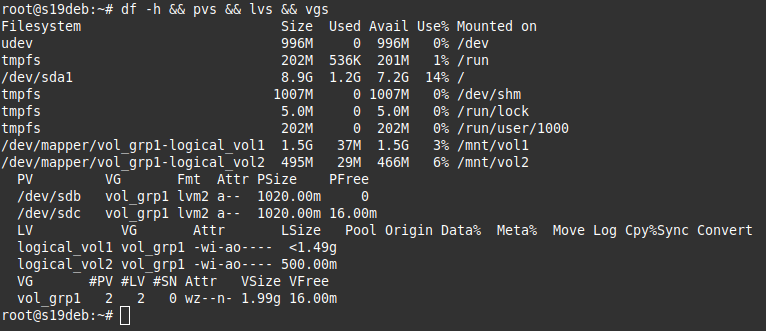 root@s19deb:~# df -h && pvs && lvs && vgs
Filesystem                         Size  Used Avail Use% Mounted on
udev                               996M     0  996M   0% /dev
tmpfs                              202M  536K  201M   1% /run
/dev/sda1                          8.9G  1.2G  7.2G  14% /
tmpfs                             1007M     0 1007M   0% /dev/shm
tmpfs                              5.0M     0  5.0M   0% /run/lock
tmpfs                              202M     0  202M   0% /run/user/1000
/dev/mapper/vol_grp1-logical_vol1  1.5G   37M  1.5G   3% /mnt/vol1
/dev/mapper/vol_grp1-logical_vol2  495M   29M  466M   6% /mnt/vol2
  PV         VG       Fmt  Attr PSize    PFree
  /dev/sdb   vol_grp1 lvm2 a--  1020.00m     0
  /dev/sdc   vol_grp1 lvm2 a--  1020.00m 16.00m
  LV           VG       Attr       LSize   Pool Origin Data%  Meta%  Move Log Cpy%Sync Convert
  logical_vol1 vol_grp1 -wi-ao----  <1.49g
  logical_vol2 vol_grp1 -wi-ao---- 500.00m
  VG       #PV #LV #SN Attr   VSize VFree
  vol_grp1   2   2   0 wz--n- 1.99g 16.00m
root@s19deb:~#